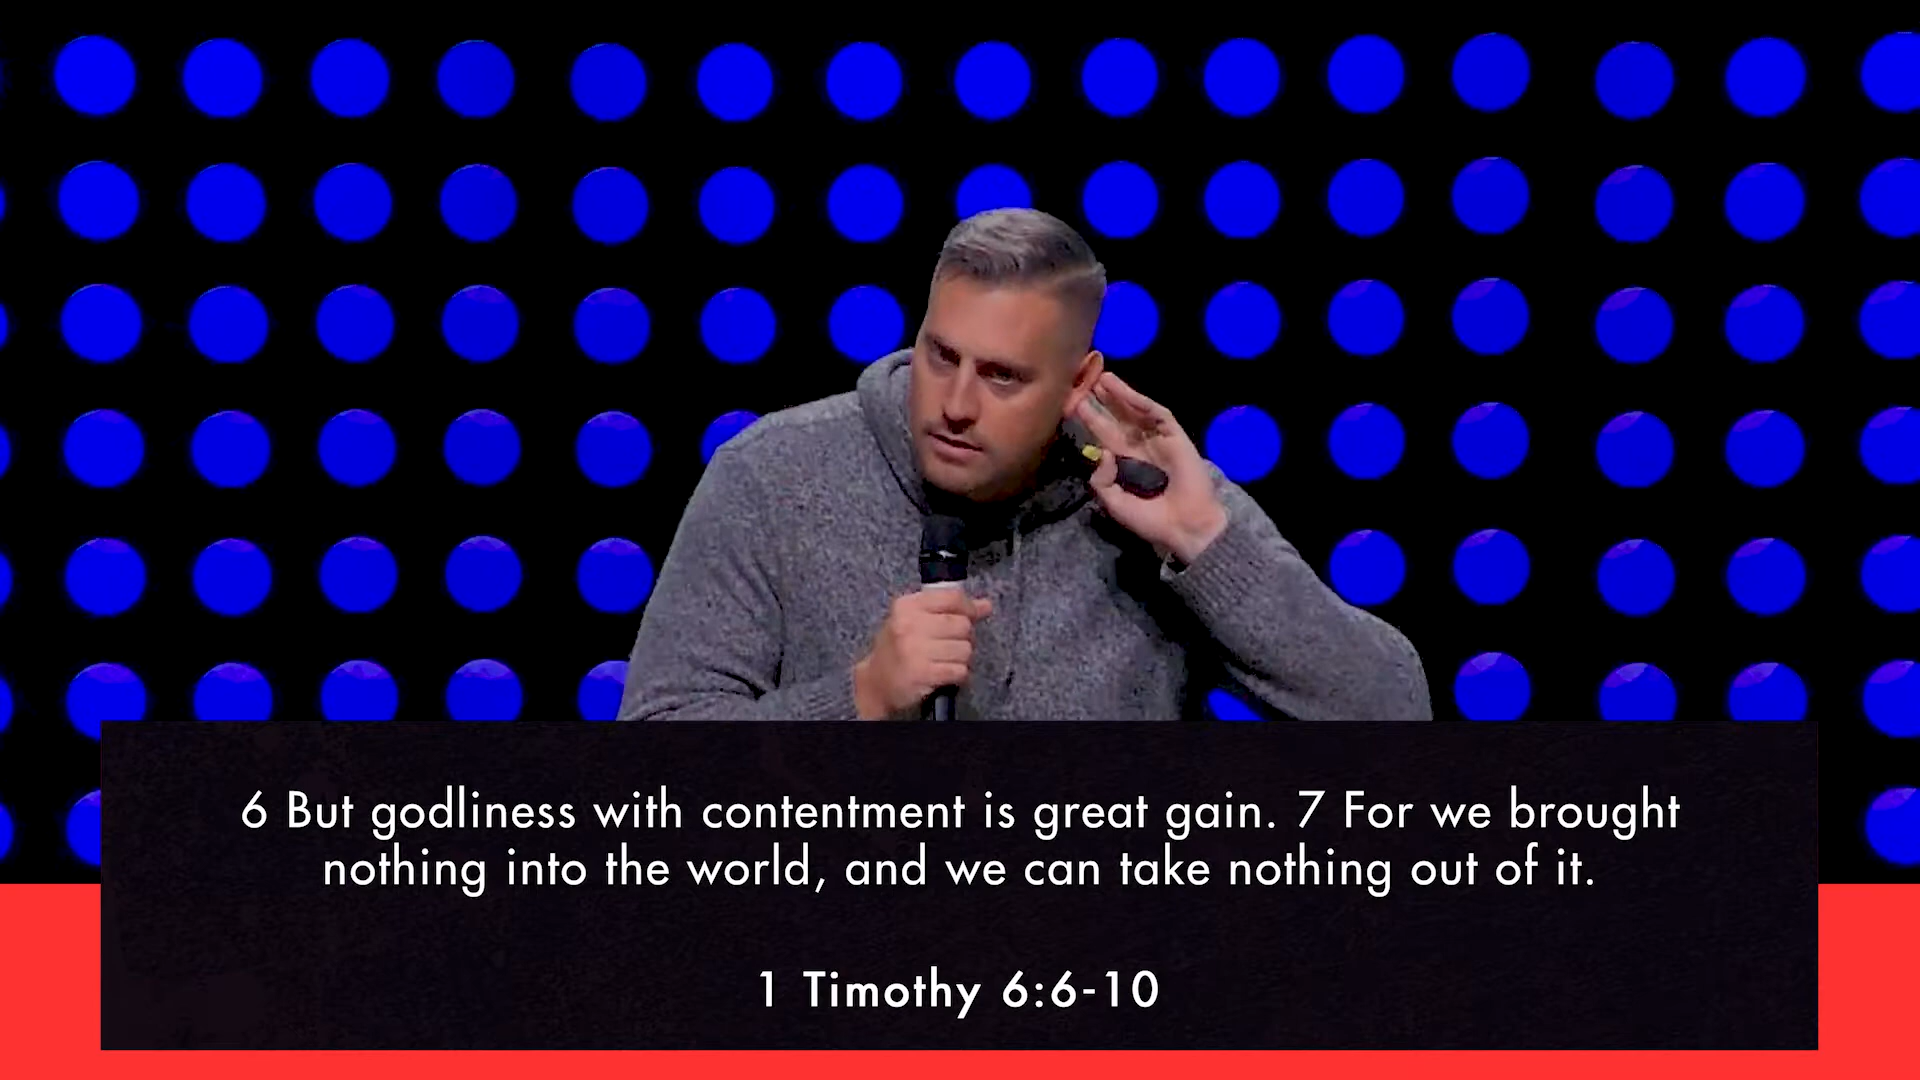 6 But godliness with contentment is great gain. 7 For we brought
nothing into the world, and we can take nothing out of it.
1 Timothy 6:6-10